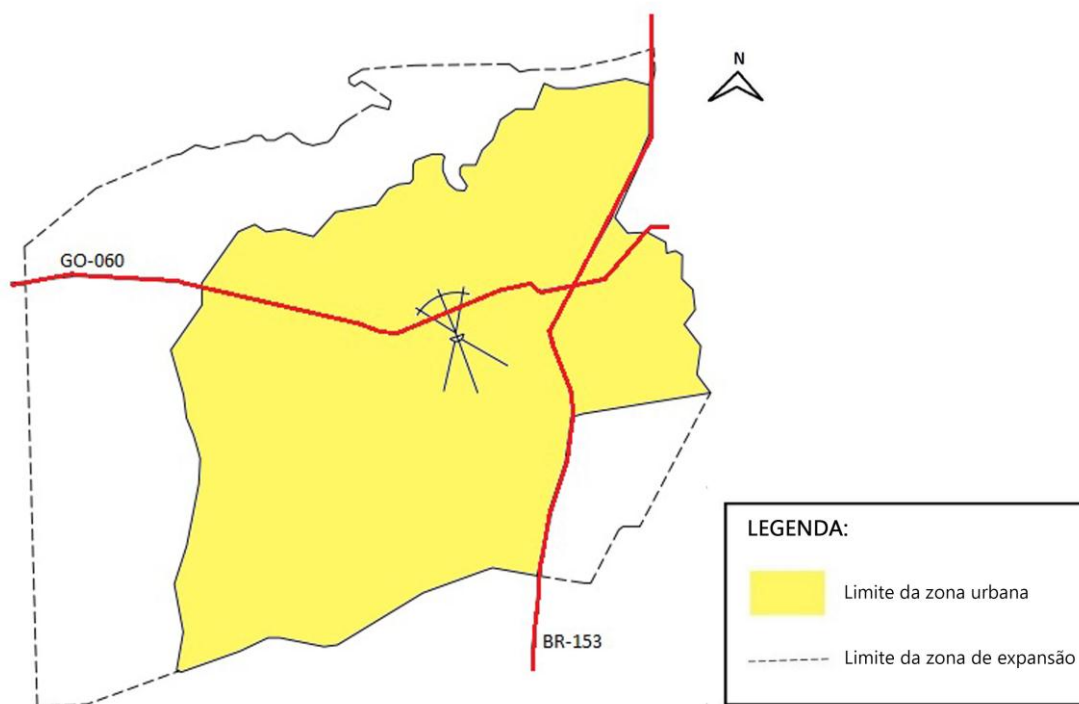 N
GO-060
BR-153
LEGENDA:
Limite da zona urbana
Limite da zona de expansão